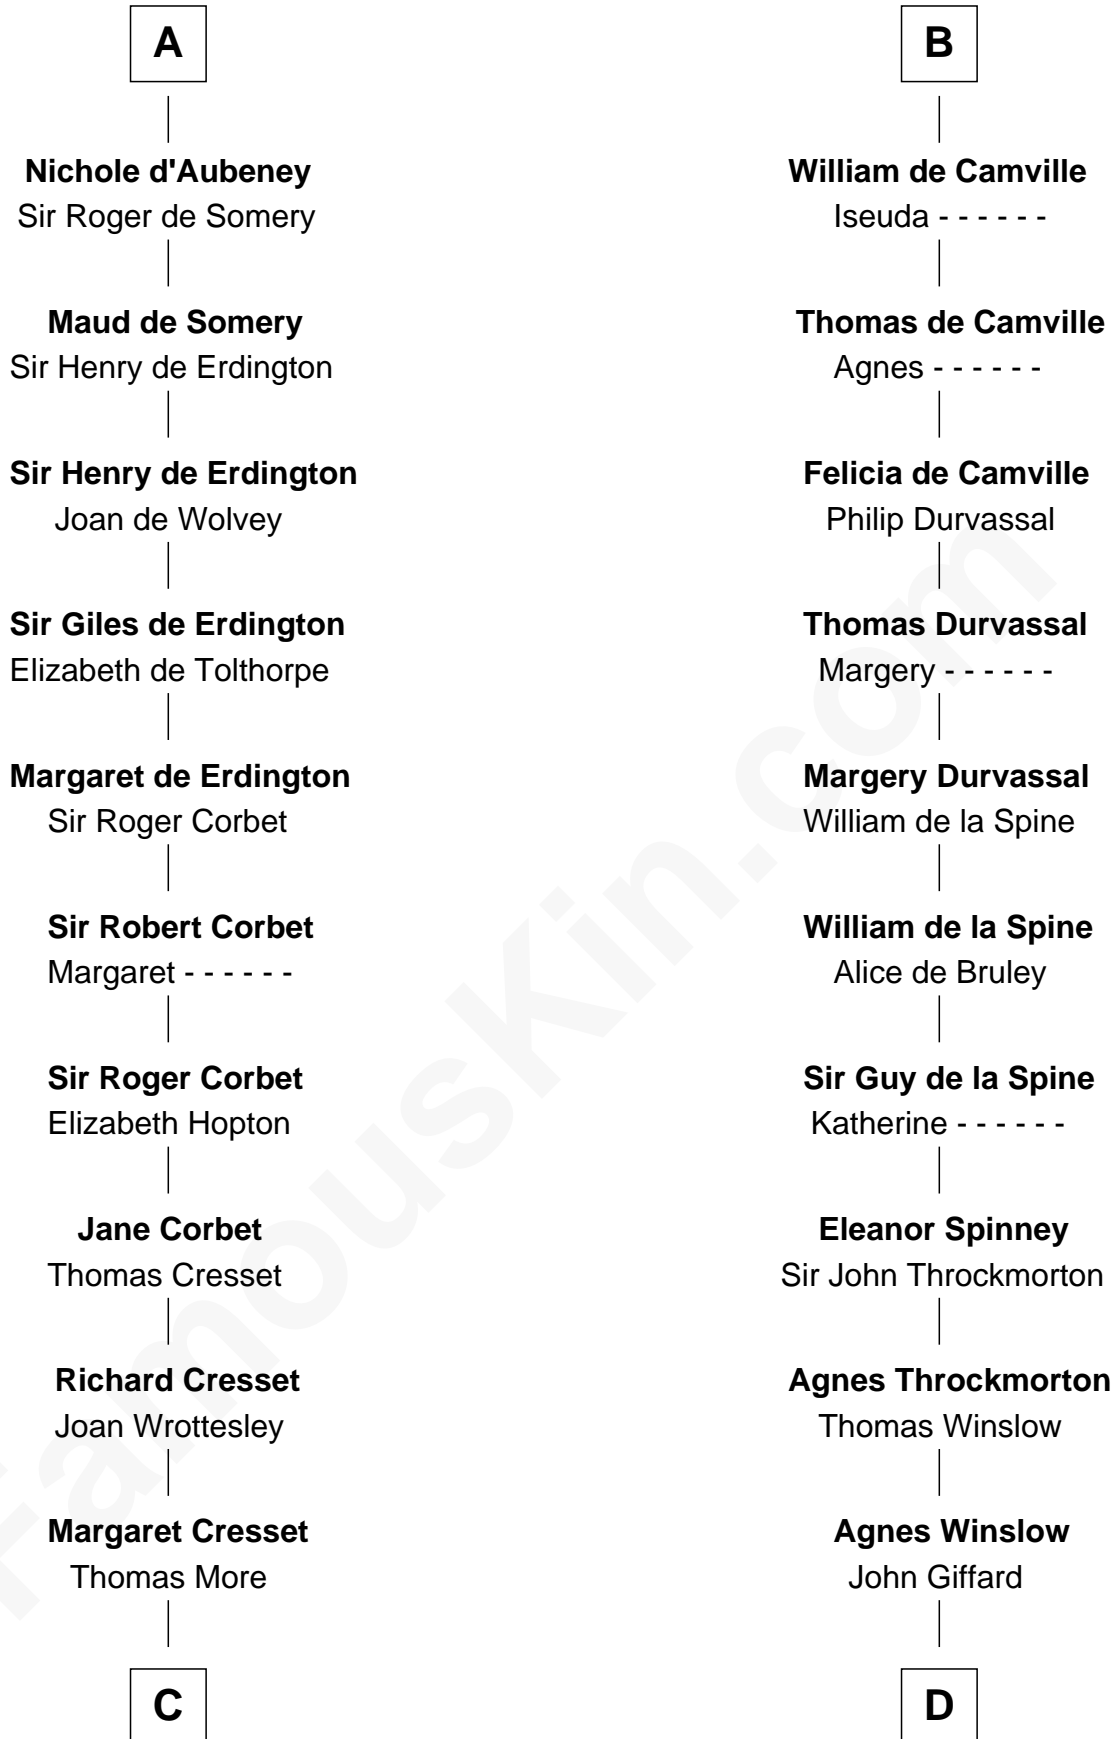 A
Nichole d'Aubeney
Sir Roger de Somery
Maud de Somery
Sir Henry de Erdington
Sir Henry de Erdington
Joan de Wolvey
Sir Giles de Erdington
Elizabeth de Tolthorpe
Margaret de Erdington
Sir Roger Corbet
Sir Robert Corbet
Margaret - - - - - -
Sir Roger Corbet
Elizabeth Hopton
Jane Corbet
Thomas Cresset
Richard Cresset
Joan Wrottesley
Margaret Cresset
Thomas More
C
B
William de Camville
Iseuda - - - - - -
Thomas de Camville
Agnes - - - - - -
Felicia de Camville
Philip Durvassal
Thomas Durvassal
Margery - - - - - -
Margery Durvassal
William de la Spine
William de la Spine
Alice de Bruley
Sir Guy de la Spine
Katherine - - - - - -
Eleanor Spinney
Sir John Throckmorton
Agnes Throckmorton
Thomas Winslow
Agnes Winslow
John Giffard
D
FamousKin.com